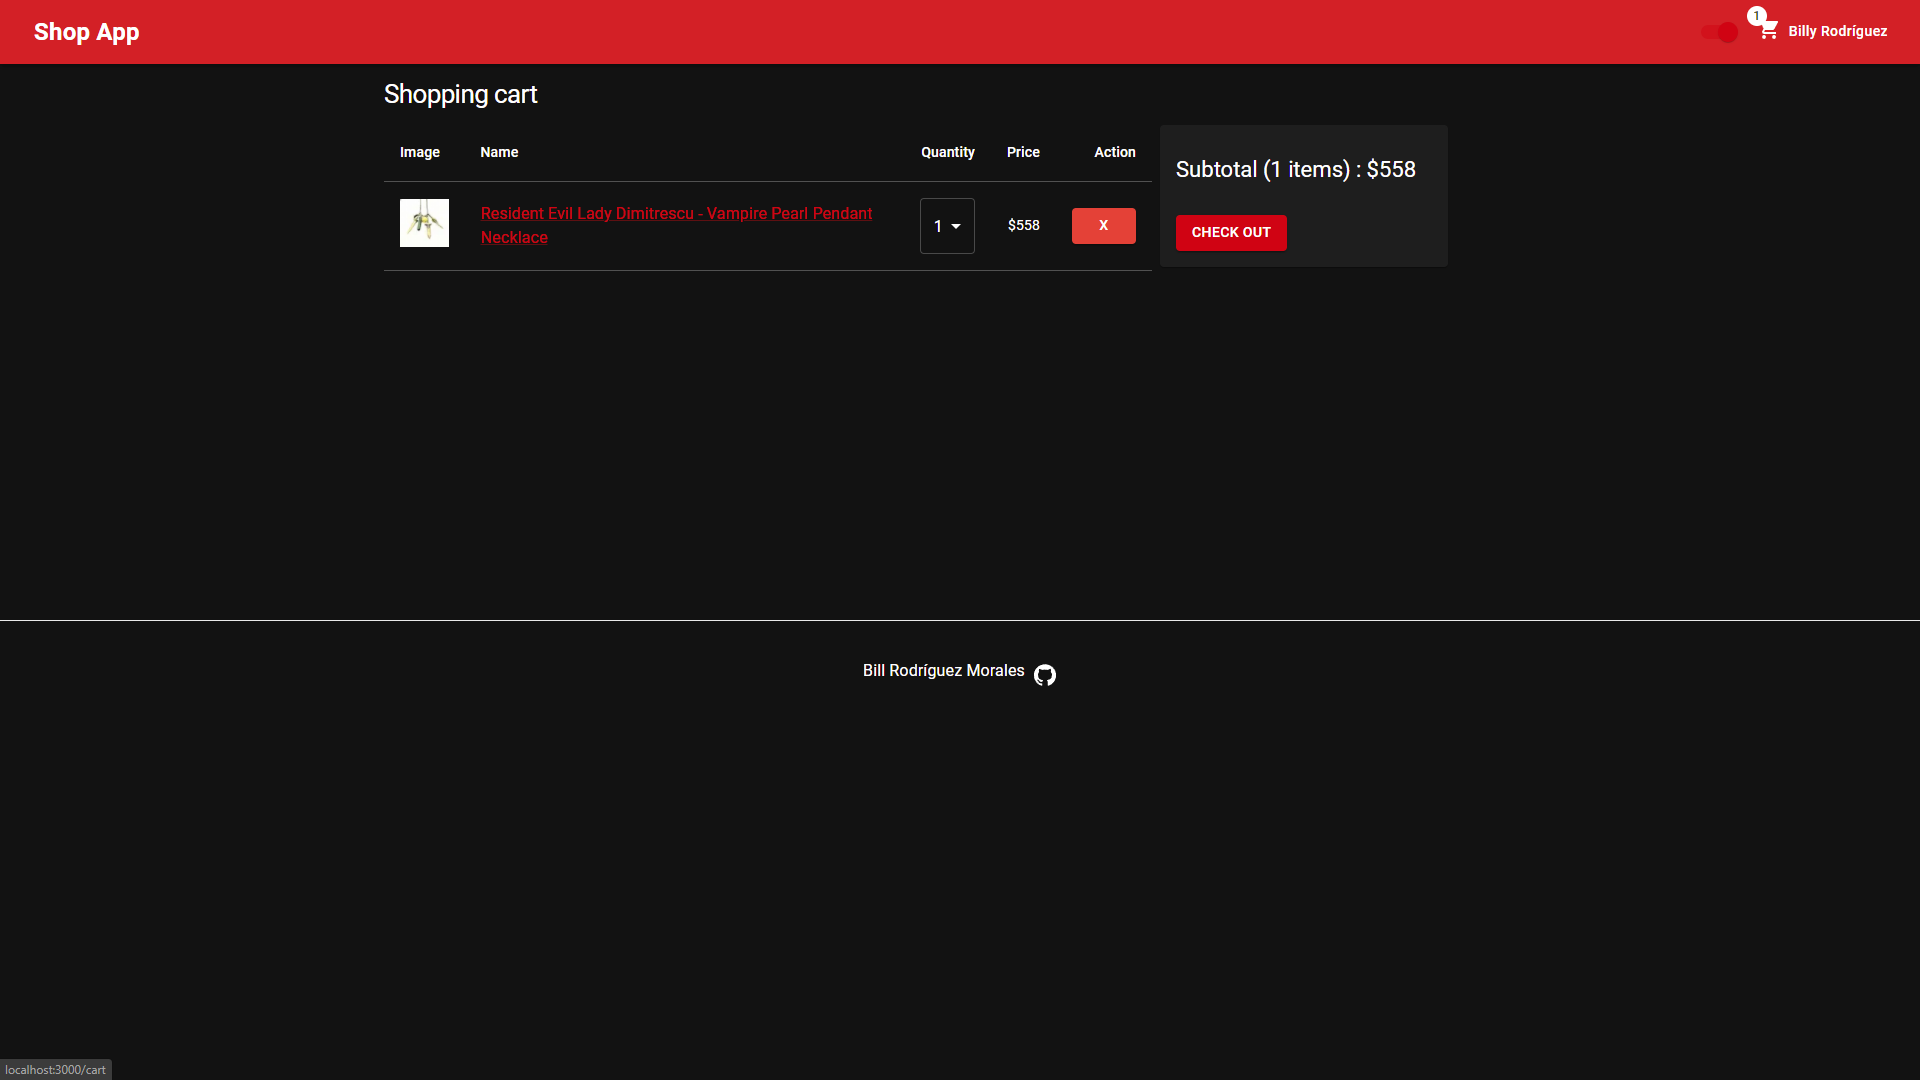 Shop App
1
Billy Rodríguez
Shopping cart
Image Name Quantity Price Action
Resident Evil Lady Dimitrescu - Vampire Pearl Pendant
Necklace
1
$558
X
Subtotal (1 items) : $558
CHECK OUT
Bill Rodríguez Morales
localhost:3000/cart